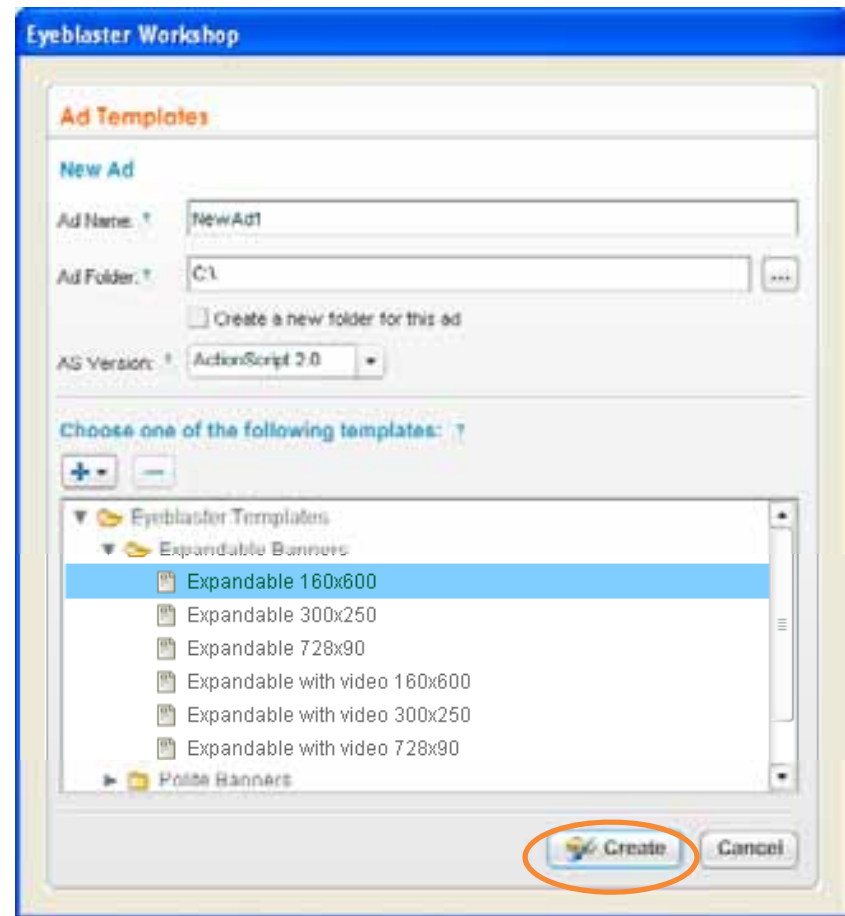 Eyeblaster Workshop
Ad Templates
New Ad
Ad Name: * NewAd1
Ad Folder: * C:\ ...
Create a new folder for this ad
AS Version: * ActionScript 2.0
Choose one of the following templates: *
Eyeblaster Templates
Expandable Banners
Expandable 160x600
Expandable 300x250
Expandable 728x90
Expandable with video 160x600
Expandable with video 300x250
Expandable with video 728x90
Polite Banners
Create Cancel